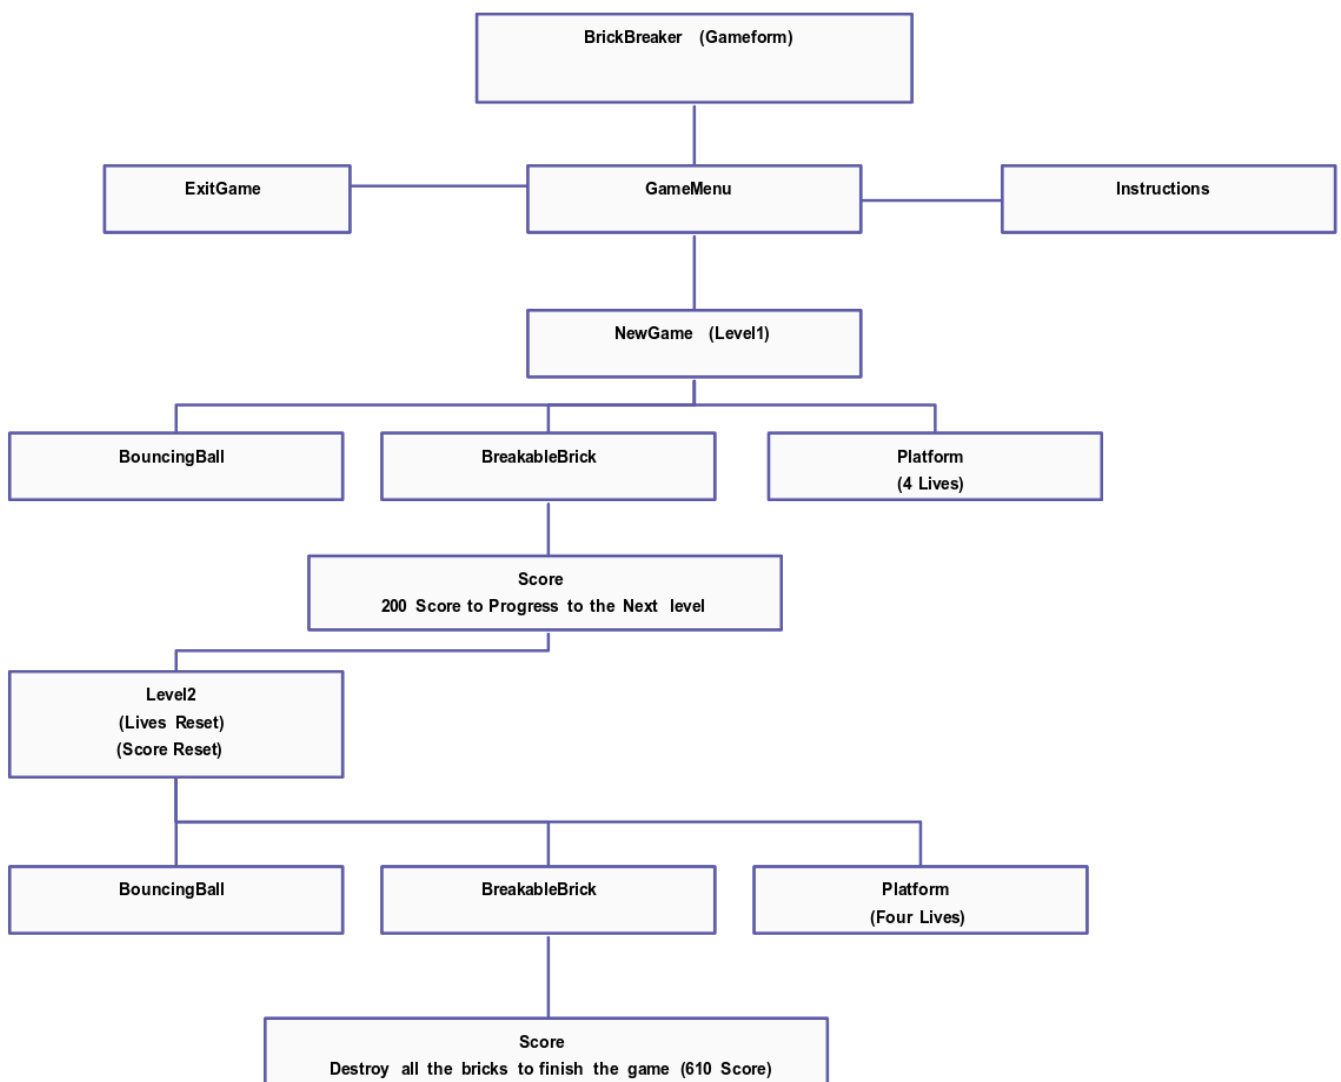 BrickBreaker (Gameform)
ExitGame
GameMenu
Instructions
NewGame (Level1)
BouncingBall
BreakableBrick
Platform
(4 Lives)
Score
200 Score to Progress to the Next level
Level2
(Lives Reset)
(Score Reset)
BouncingBall
BreakableBrick
Platform
(Four Lives)
Score
Destroy all the bricks to finish the game (610 Score)